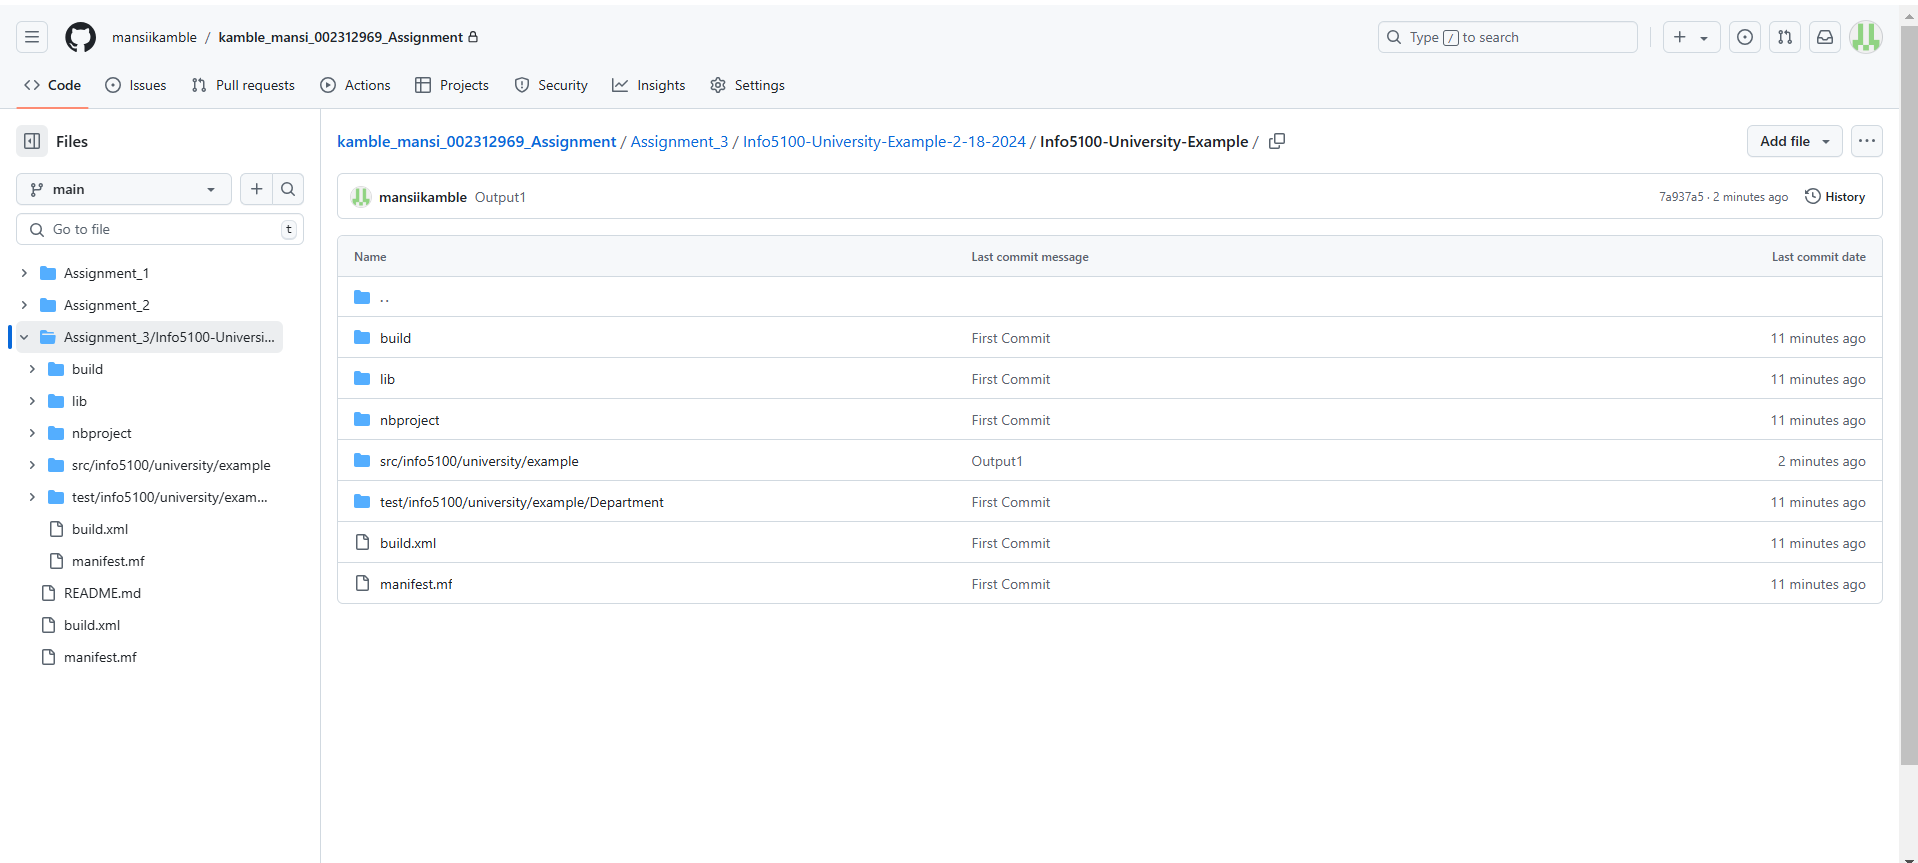 mansiikamble / kamble_mansi_002312969_Assignment
Type / to search
Code Issues Pull requests Actions Projects Security Insights Settings
Files
main
Go to file t
Assignment_1
Assignment_2
Assignment_3/Info5100-Universi...
build
lib
nbproject
src/info5100/university/example
test/info5100/university/exam...
build.xml
manifest.mf
README.md
build.xml
manifest.mf
kamble_mansi_002312969_Assignment / Assignment_3 / Info5100-University-Example-2-18-2024 / Info5100-University-Example /
Add file
mansiikamble Output1 7a937a5 · 2 minutes ago History
Name Last commit message Last commit date
..
build First Commit 11 minutes ago
lib First Commit 11 minutes ago
nbproject First Commit 11 minutes ago
src/info5100/university/example Output1 2 minutes ago
test/info5100/university/example/Department First Commit 11 minutes ago
build.xml First Commit 11 minutes ago
manifest.mf First Commit 11 minutes ago